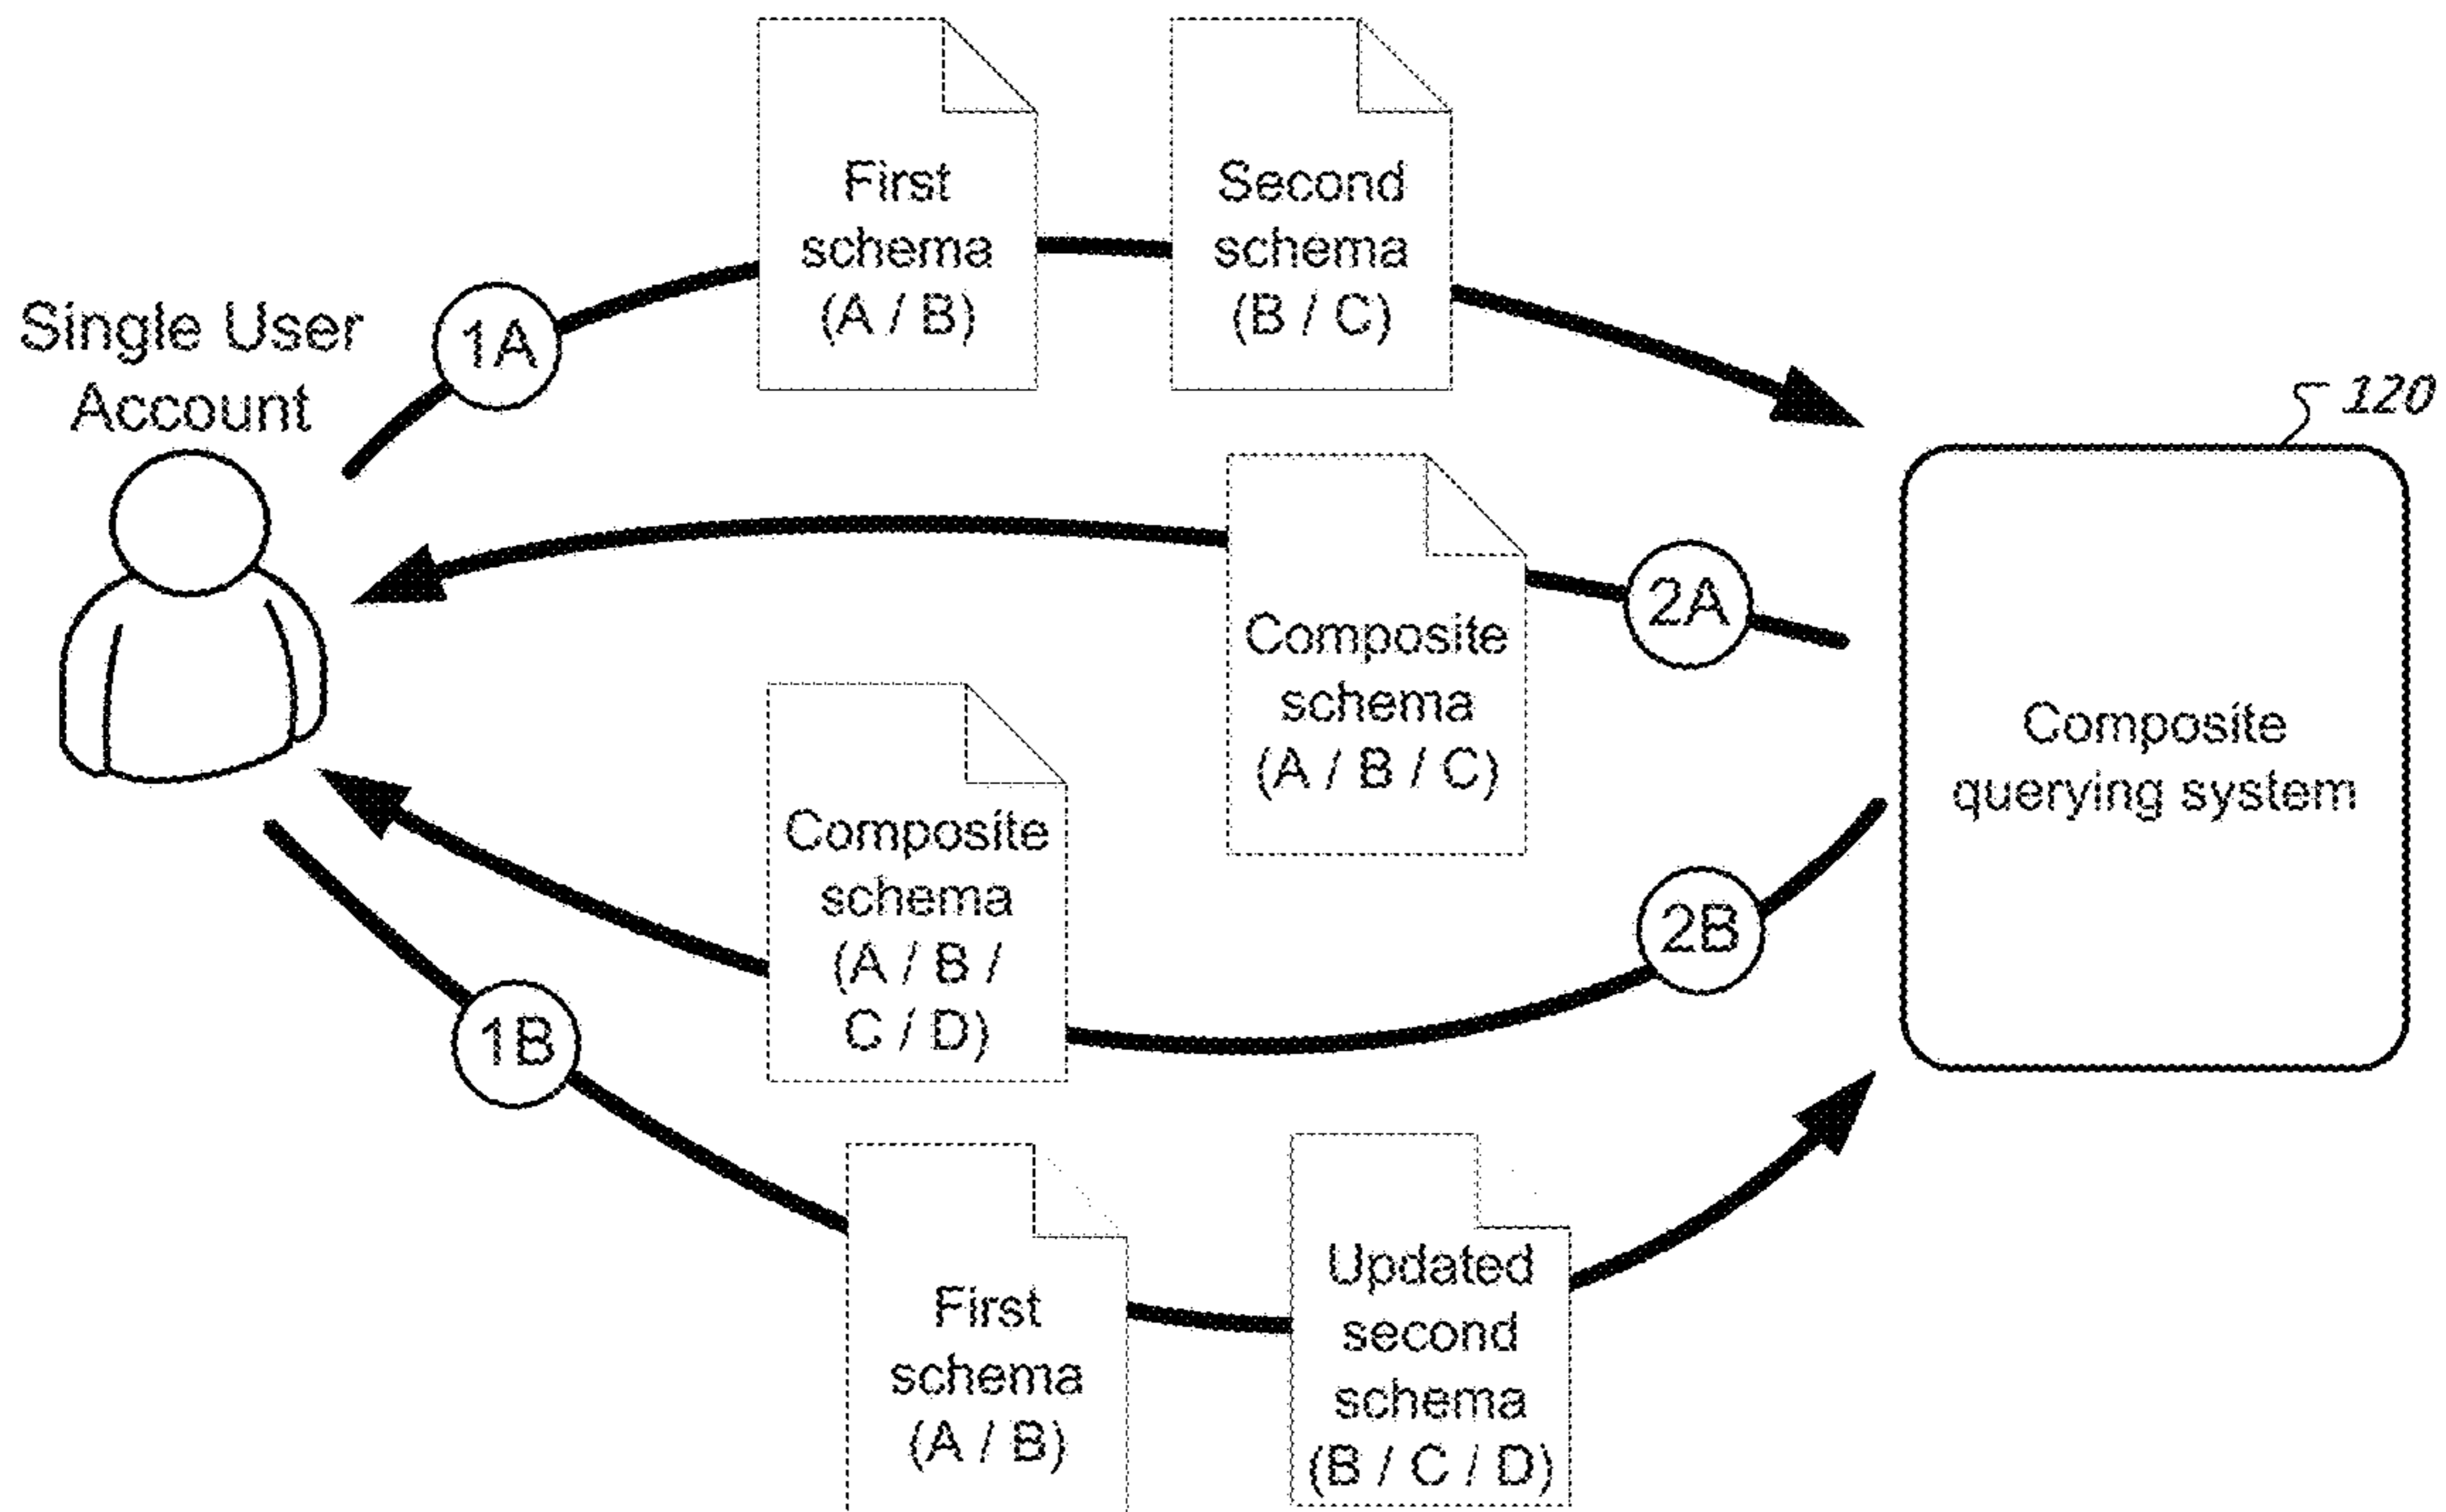 First
schema
(A / B)
Second
schema
(B / C)
Single User
Account
1A
120
Composite
schema
(A / B / C)
2A
Composite
querying system
Composite
schema
(A / B /
C / D)
2B
1B
First
schema
(A / B)
Updated
second
schema
(B / C / D)